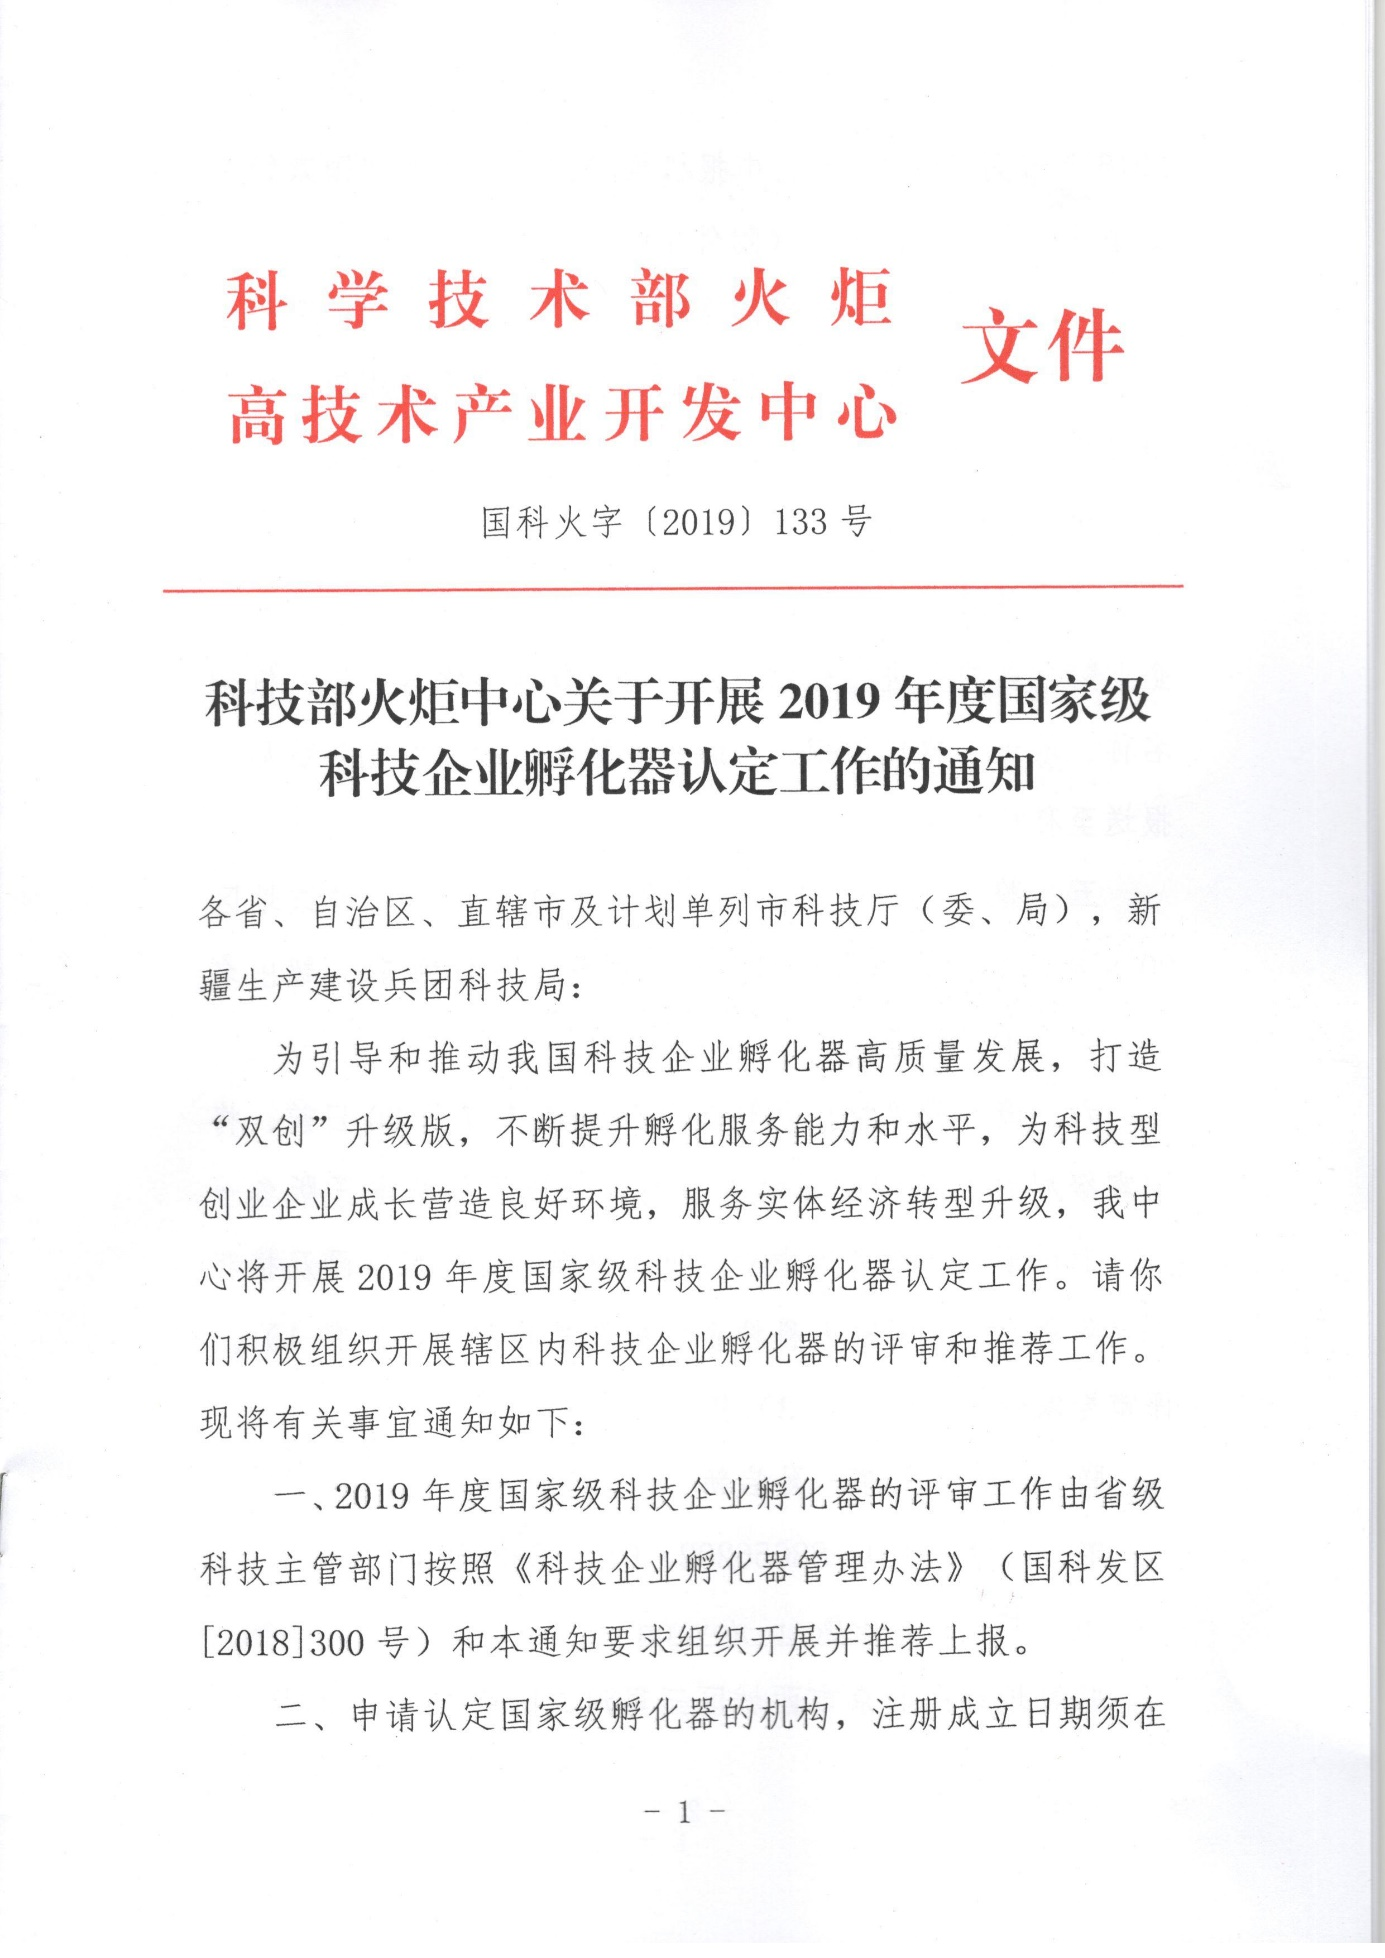 科学技术部火炬
高技术产业开发中心
文件
国科火字〔2019〕133号
科技部火炬中心关于开展2019年度国家级
科技企业孵化器认定工作的通知
各省、自治区、直辖市及计划单列市科技厅（委、局），新
疆生产建设兵团科技局：
为引导和推动我国科技企业孵化器高质量发展，打造
“双创”升级版，不断提升孵化服务能力和水平，为科技型
创业企业成长营造良好环境，服务实体经济转型升级，我中
心将开展2019年度国家级科技企业孵化器认定工作。请你
们积极组织开展辖区内科技企业孵化器的评审和推荐工作。
现将有关事宜通知如下：
一、2019年度国家级科技企业孵化器的评审工作由省级
科技主管部门按照《科技企业孵化器管理办法》（国科发区
[2018]300号）和本通知要求组织开展并推荐上报。
二、申请认定国家级孵化器的机构，注册成立日期须在
- 1 -